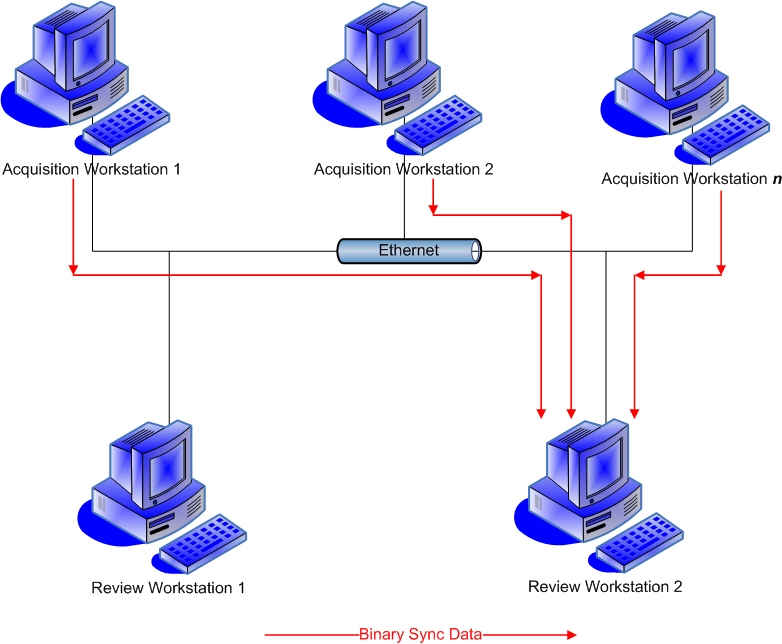 Acquisition Workstation 1
Acquisition Workstation 2
Acquisition Workstation n
Ethernet
Review Workstation 1
Review Workstation 2
Binary Sync Data